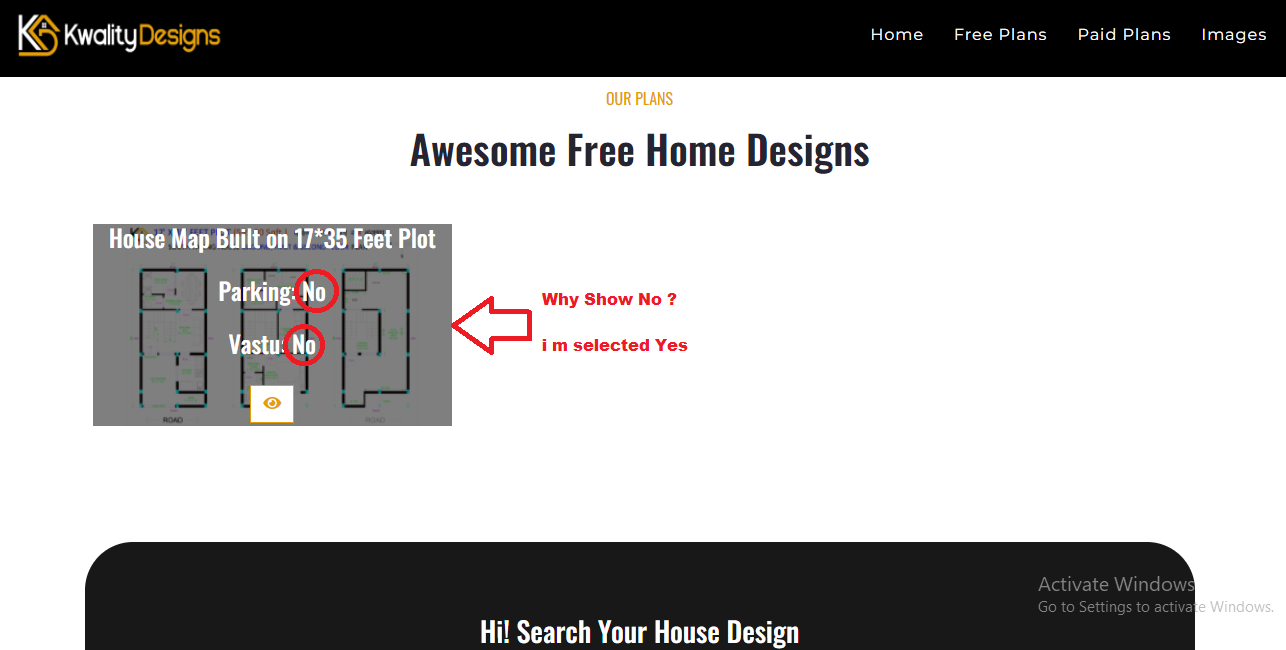 KwalityDesigns
Home Free Plans Paid Plans Images
OUR PLANS
Awesome Free Home Designs
House Map Built on 17*35 Feet Plot
Parking: No
Vastu: No
ROAD
ROAD
Why Show No ?
i m selected Yes
Activate Windows
Go to Settings to activate Windows.
Hi! Search Your House Design